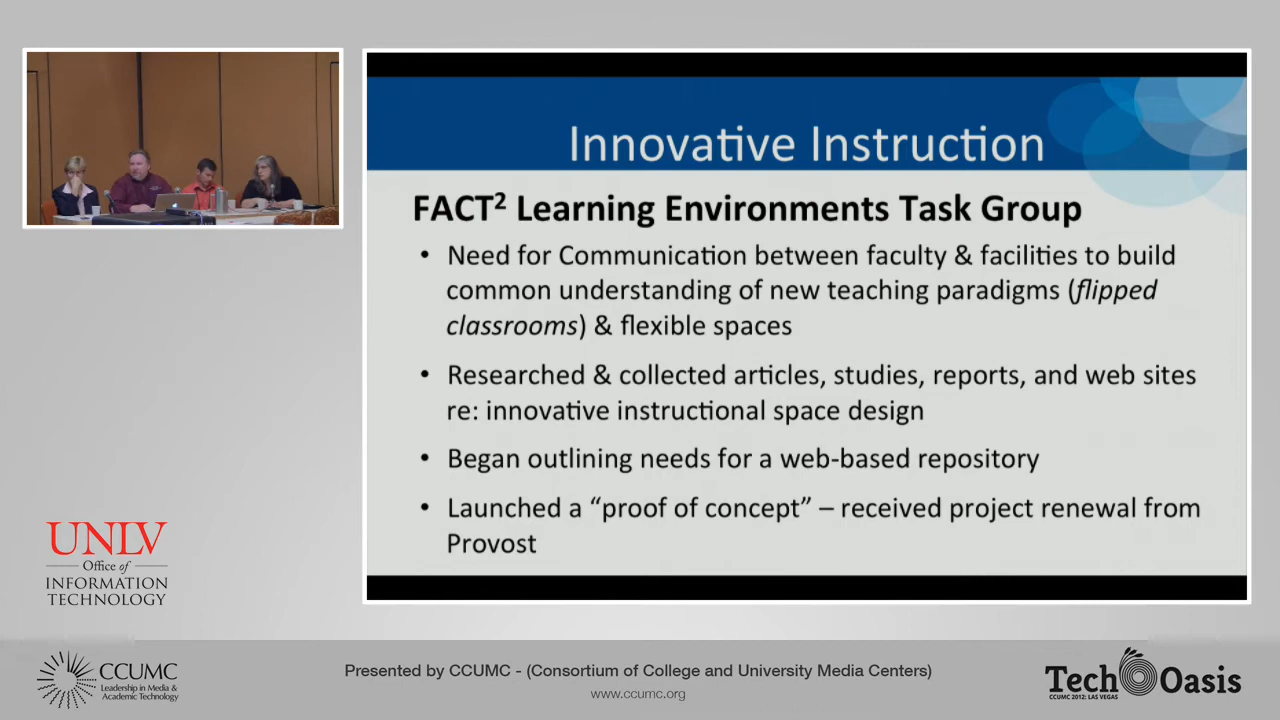 Innovative Instruction
FACT² Learning Environments Task Group
• Need for Communication between faculty & facilities to build
common understanding of new teaching paradigms (flipped
classrooms) & flexible spaces
• Researched & collected articles, studies, reports, and web sites
re: innovative instructional space design
• Began outlining needs for a web-based repository
• Launched a “proof of concept” – received project renewal from
Provost
UNLV
Office of
INFORMATION
TECHNOLOGY
CCUMC
Leadership in Media &
Academic Technology
Presented by CCUMC - (Consortium of College and University Media Centers)
www.ccumc.org
Tech Oasis
CCUMC 2012: LAS VEGAS